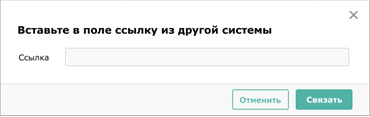 Вставьте в поле ссылку из другой системы
Ссылка
Отменить Связать